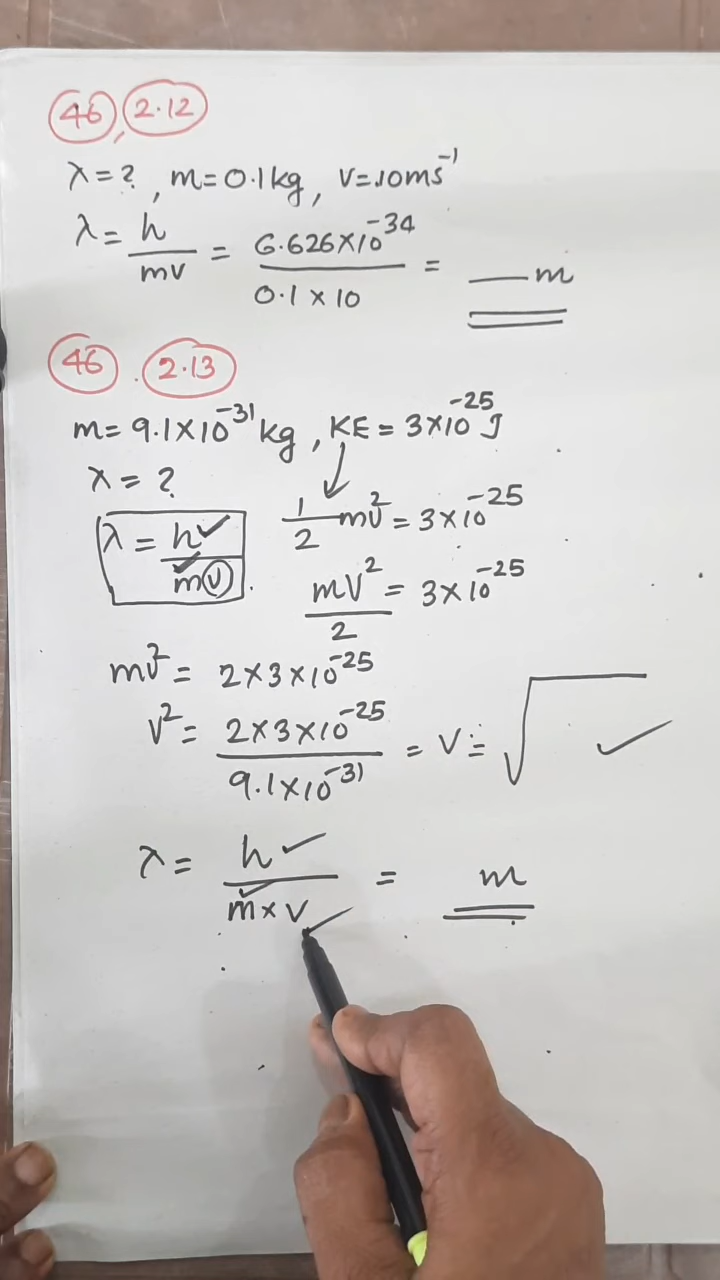 46, 2.12
λ = ?, m = 0.1 kg, V = 10 ms⁻¹
λ = h/mv = 6.626 × 10⁻³⁴ / 0.1 × 10 = __ m
46. 2.13
m = 9.1 × 10⁻³¹ kg, KE = 3 × 10⁻²⁵ J
λ = ?
λ = h✓/m✓v
1/2 mv² = 3 × 10⁻²⁵
mv²/2 = 3 × 10⁻²⁵
mv² = 2 × 3 × 10⁻²⁵
v² = 2 × 3 × 10⁻²⁵ / 9.1 × 10⁻³¹ = V = √ ✓
λ = h✓ / m✓ × v✓ = m